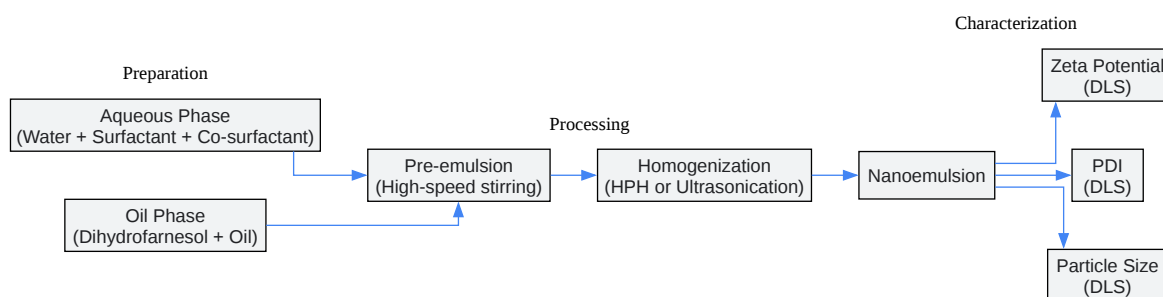 Characterization
Preparation
Zeta Potential
(DLS)
Aqueous Phase
(Water + Surfactant + Co-surfactant)
Processing
Pre-emulsion
(High-speed stirring)
Homogenization
(HPH or Ultrasonication)
Nanoemulsion
PDI
(DLS)
Oil Phase
(Dihydrofarnesol + Oil)
Particle Size
(DLS)